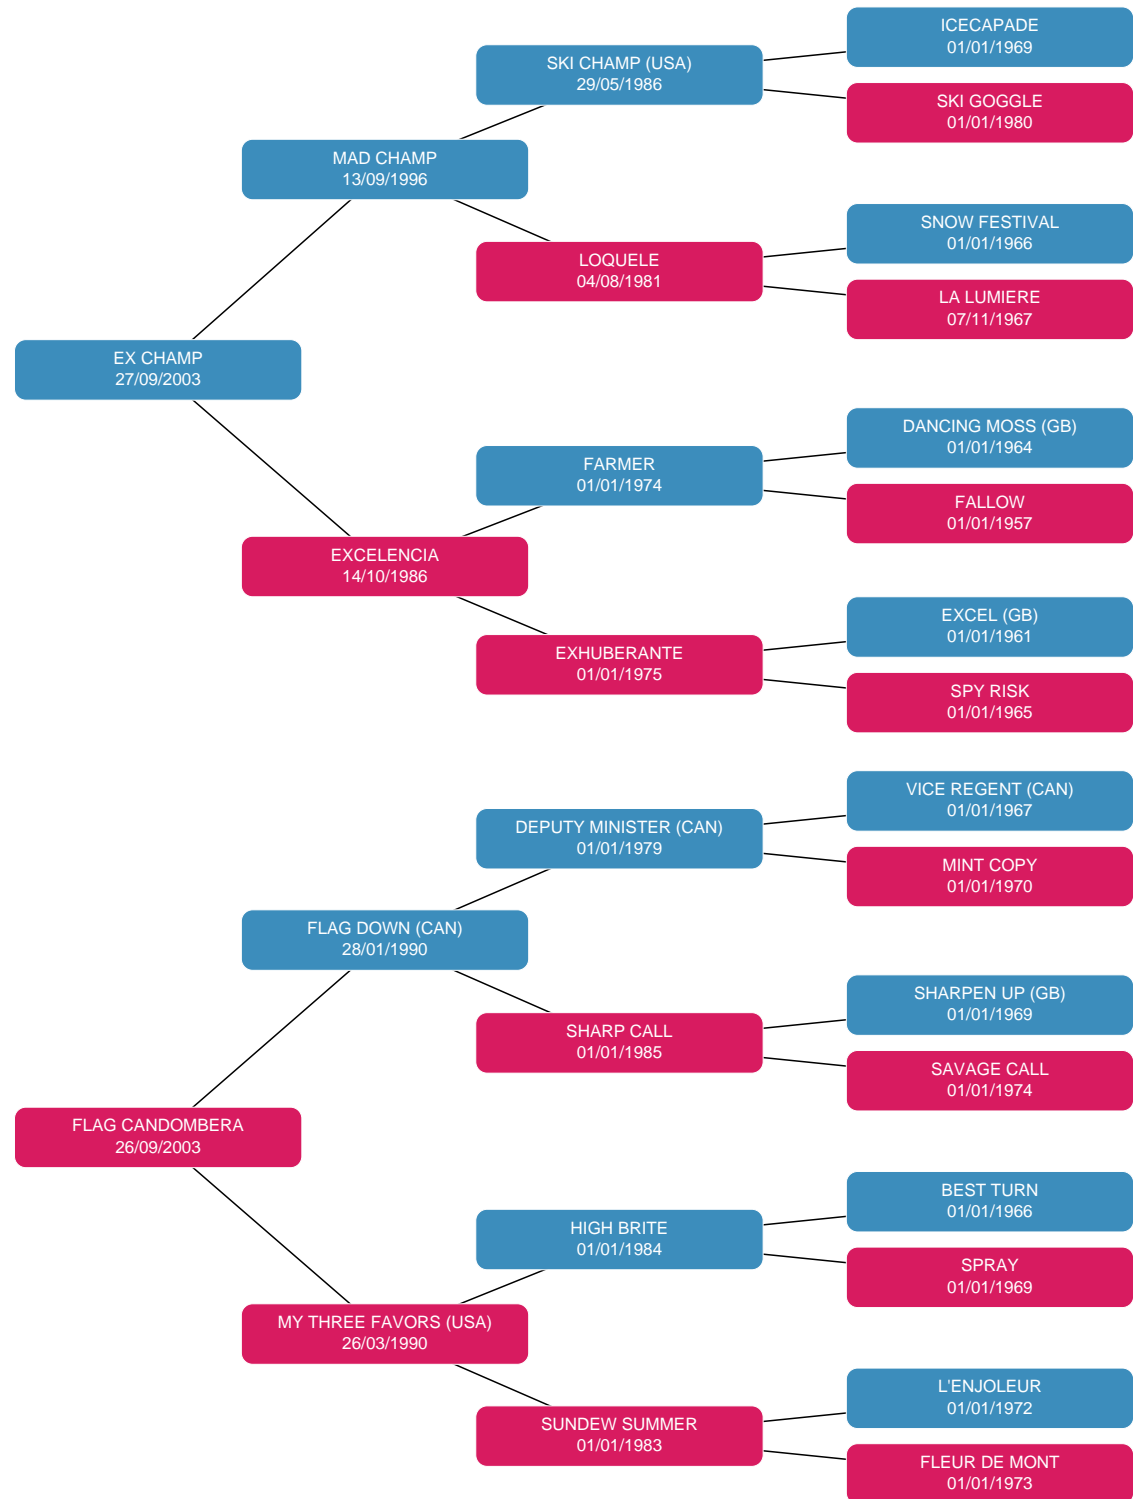 ICECAPADE
01/01/1969
SKI CHAMP (USA)
29/05/1986
SKI GOGGLE
01/01/1980
MAD CHAMP
13/09/1996
SNOW FESTIVAL
01/01/1966
LOQUELE
04/08/1981
LA LUMIERE
07/11/1967
EX CHAMP
27/09/2003
DANCING MOSS (GB)
01/01/1964
FARMER
01/01/1974
FALLOW
01/01/1957
EXCELENCIA
14/10/1986
EXCEL (GB)
01/01/1961
EXHUBERANTE
01/01/1975
SPY RISK
01/01/1965
VICE REGENT (CAN)
01/01/1967
DEPUTY MINISTER (CAN)
01/01/1979
MINT COPY
01/01/1970
FLAG DOWN (CAN)
28/01/1990
SHARPEN UP (GB)
01/01/1969
SHARP CALL
01/01/1985
SAVAGE CALL
01/01/1974
FLAG CANDOMBERA
26/09/2003
BEST TURN
01/01/1966
HIGH BRITE
01/01/1984
SPRAY
01/01/1969
MY THREE FAVORS (USA)
26/03/1990
L'ENJOLEUR
01/01/1972
SUNDEW SUMMER
01/01/1983
FLEUR DE MONT
01/01/1973